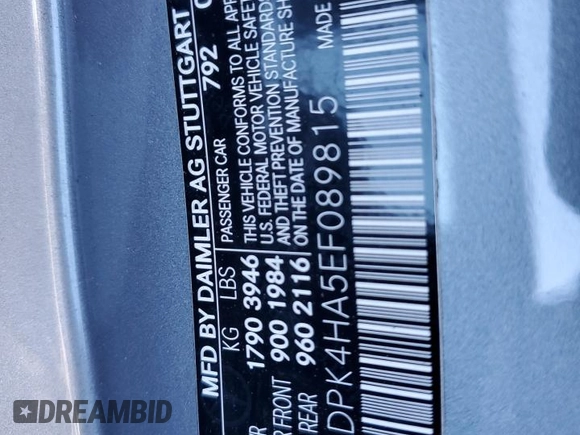 MFD BY DAIMLER AG STUTTGART
792
KG LBS PASSENGER CAR
1790 3946
FRONT 900 1984
REAR 960 2116
THIS VEHICLE CONFORMS TO ALL APP
U.S. FEDERAL MOTOR VEHICLE SAFETY
AND THEFT PREVENTION STANDARDS
ON THE DATE OF MANUFACTURE SH
DPK4HA5EF089815 MADE
DREAMBID